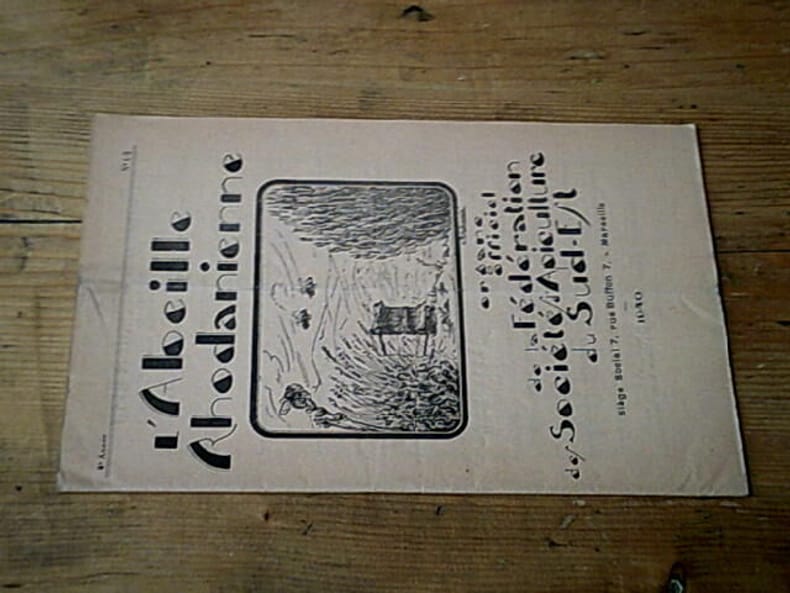 L'Abeille
Rhodanienne
organe
officiel
de la Fédération
des Sociétés d'Apiculture
du Sud-Est
Siège Social 7, rue Buffon 7, - Marseille
1940